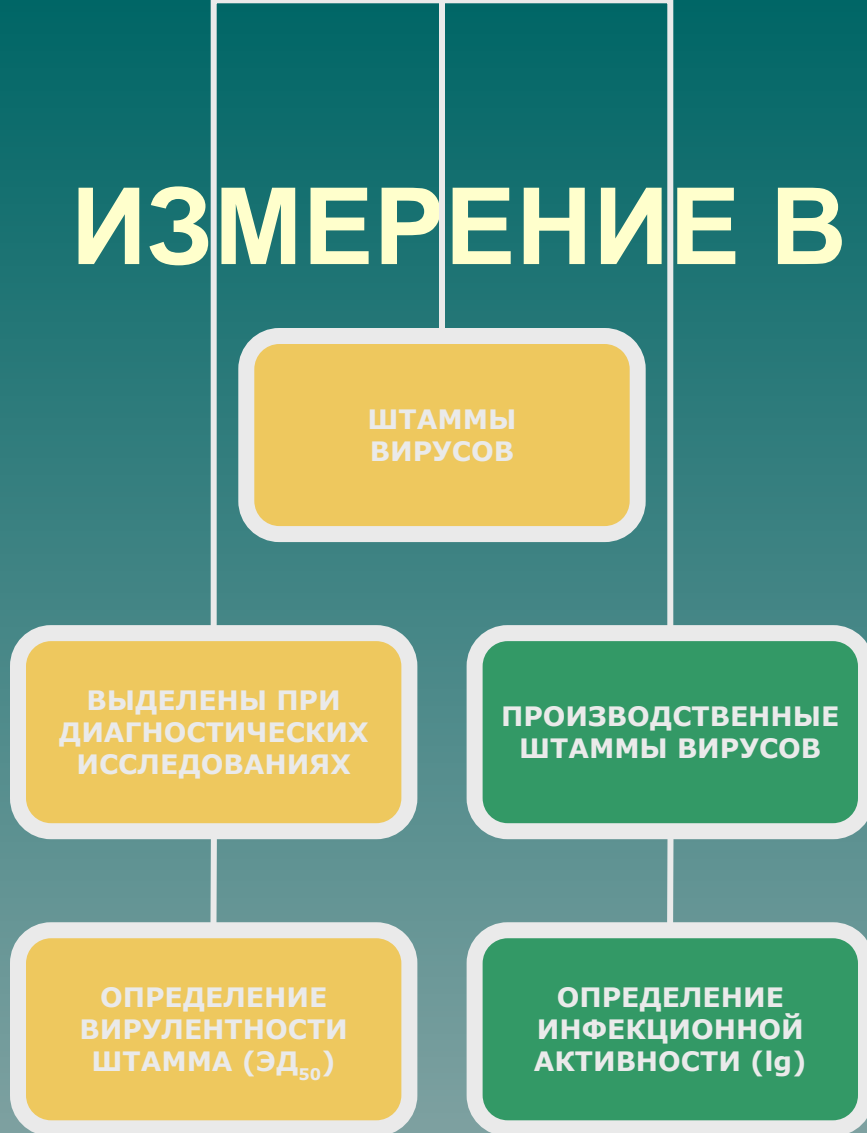 ИЗМЕРЕНИЕ В
ШТАММЫ
ВИРУСОВ
ВЫДЕЛЕНЫ ПРИ
ДИАГНОСТИЧЕСКИХ
ИССЛЕДОВАНИЯХ
ПРОИЗВОДСТВЕННЫЕ
ШТАММЫ ВИРУСОВ
ОПРЕДЕЛЕНИЕ
ВИРУЛЕНТНОСТИ
ШТАММА (ЭД₅₀)
ОПРЕДЕЛЕНИЕ
ИНФЕКЦИОННОЙ
АКТИВНОСТИ (lg)